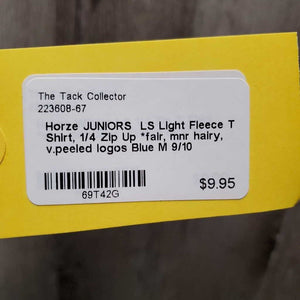 The Tack Collector
223608-67
Horze JUNIORS LS Light Fleece T
Shirt, 1/4 Zip Up *fair, mnr hairy,
v.peeled logos Blue M 9/10
69T42G
$9.95